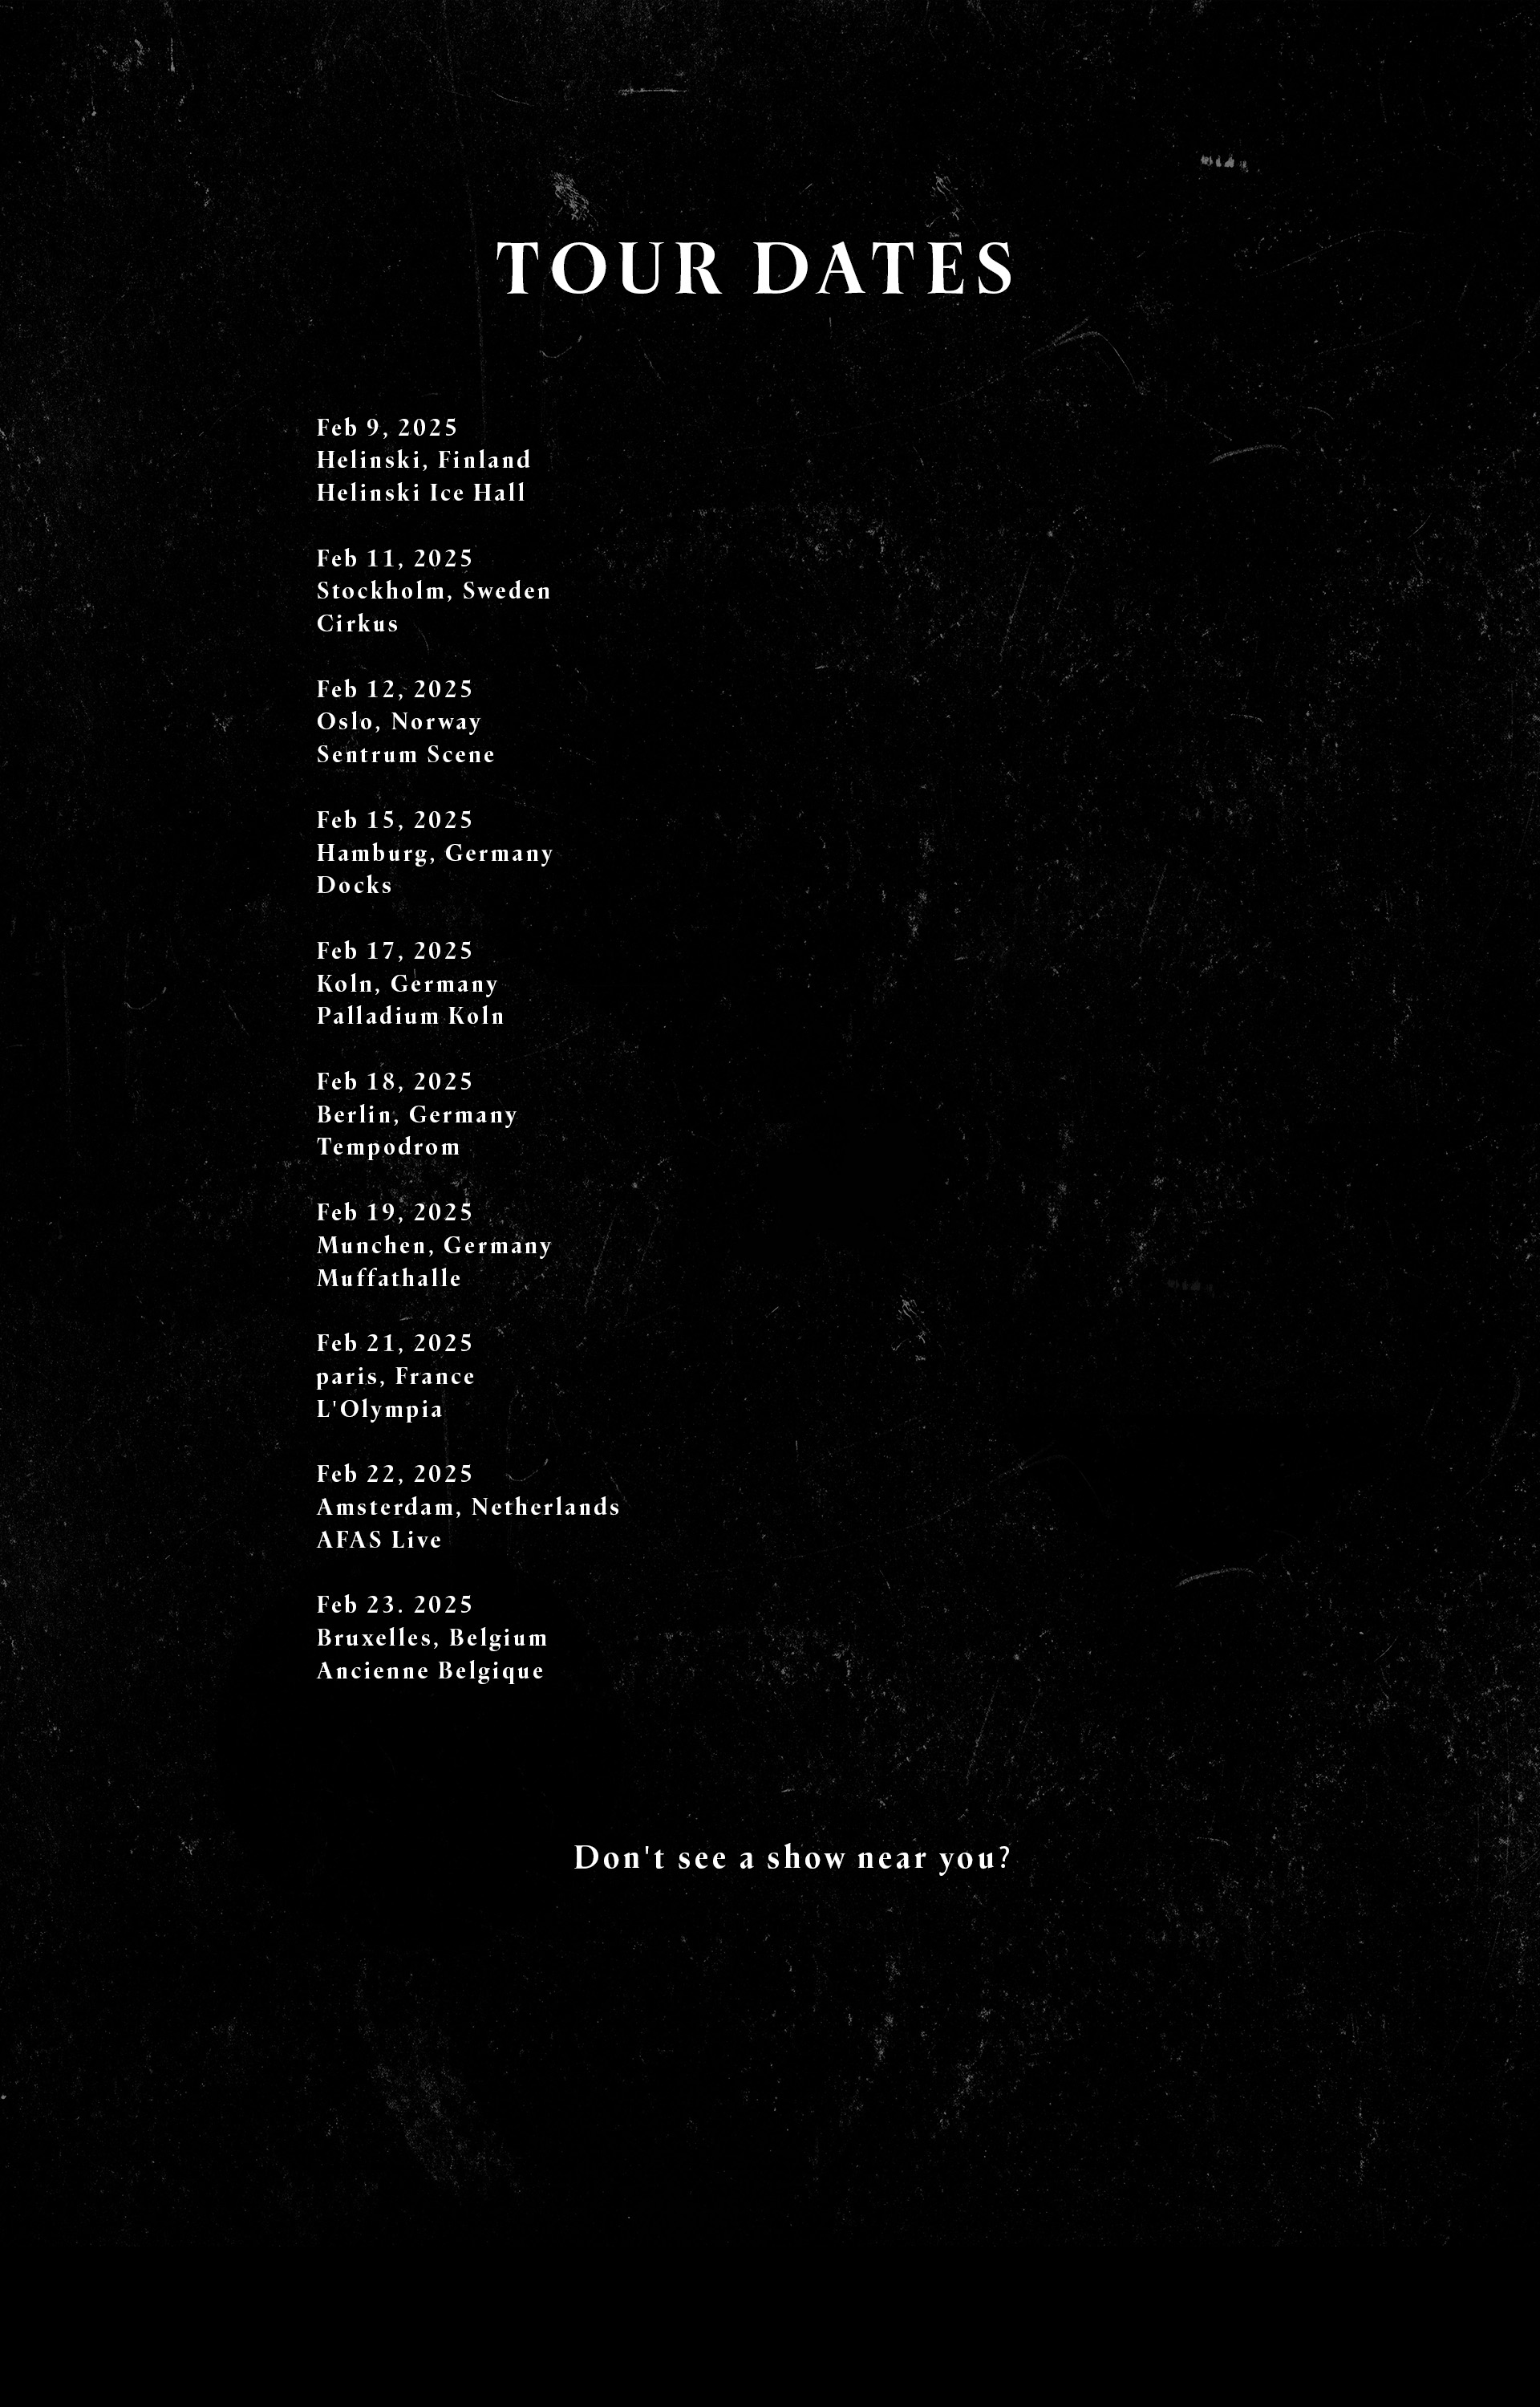 TOUR DATES
Feb 9, 2025
Helinski, Finland
Helinski Ice Hall
Feb 11, 2025
Stockholm, Sweden
Cirkus
Feb 12, 2025
Oslo, Norway
Sentrum Scene
Feb 15, 2025
Hamburg, Germany
Docks
Feb 17, 2025
Koln, Germany
Palladium Koln
Feb 18, 2025
Berlin, Germany
Tempodrom
Feb 19, 2025
Munchen, Germany
Muffathalle
Feb 21, 2025
paris, France
L'Olympia
Feb 22, 2025
Amsterdam, Netherlands
AFAS Live
Feb 23. 2025
Bruxelles, Belgium
Ancienne Belgique
Don't see a show near you?